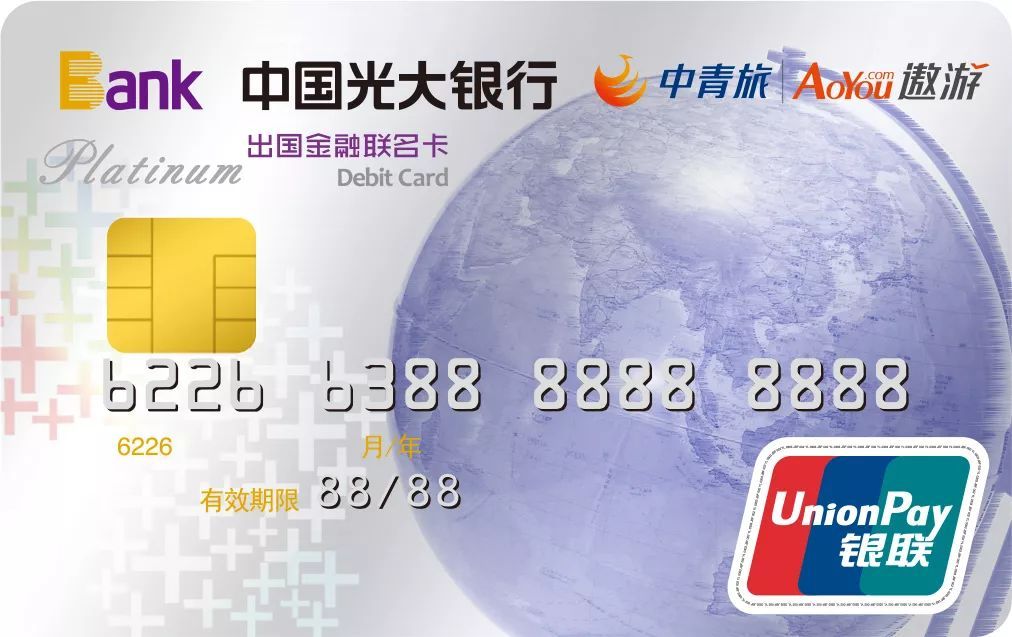 Bank 中国光大银行 中青旅 AoYou.com 遨游
出国金融联名卡
Platinum
Debit Card
6226 6388 8888 8888
6226 月/年
有效期限 88/88
UnionPay
银联